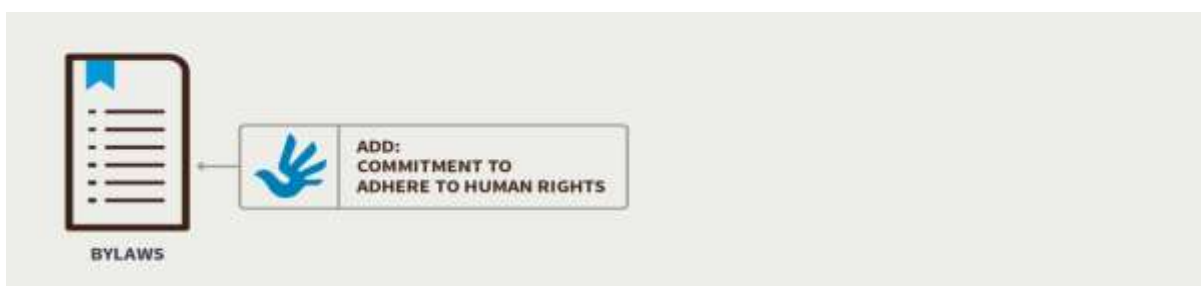 ADD:
COMMITMENT TO
ADHERE TO HUMAN RIGHTS
BYLAWS